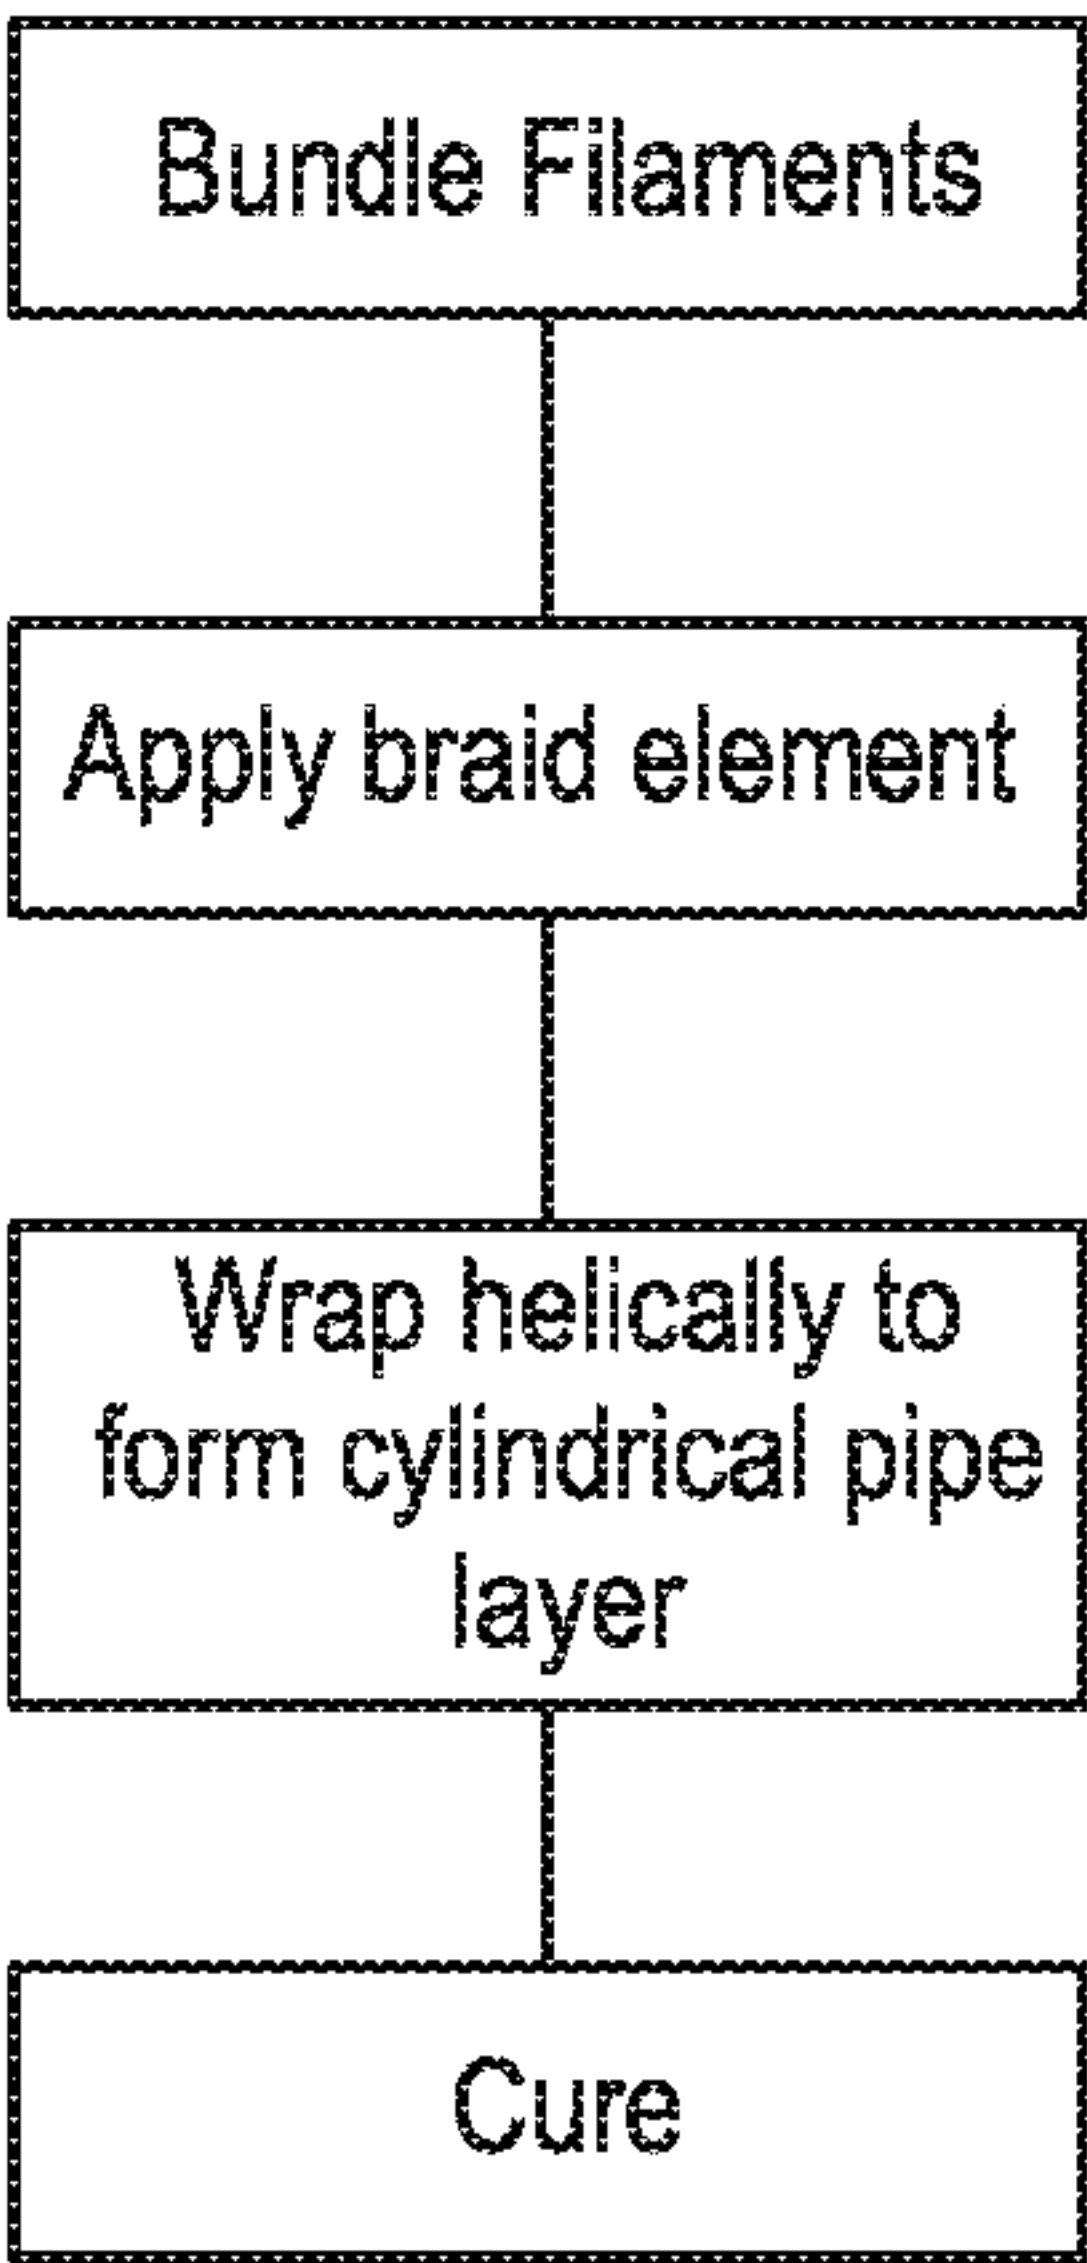 Bundle Filaments
Apply braid element
Wrap helically to
form cylindrical pipe
layer
Cure